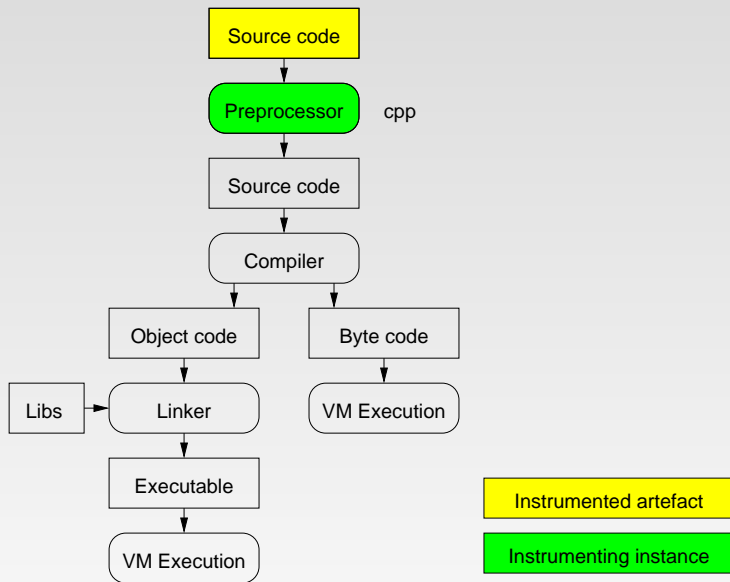 Source code
Preprocessor
cpp
Source code
Compiler
Object code
Byte code
Libs
Linker
VM Execution
Executable
Instrumented artefact
VM Execution
Instrumenting instance